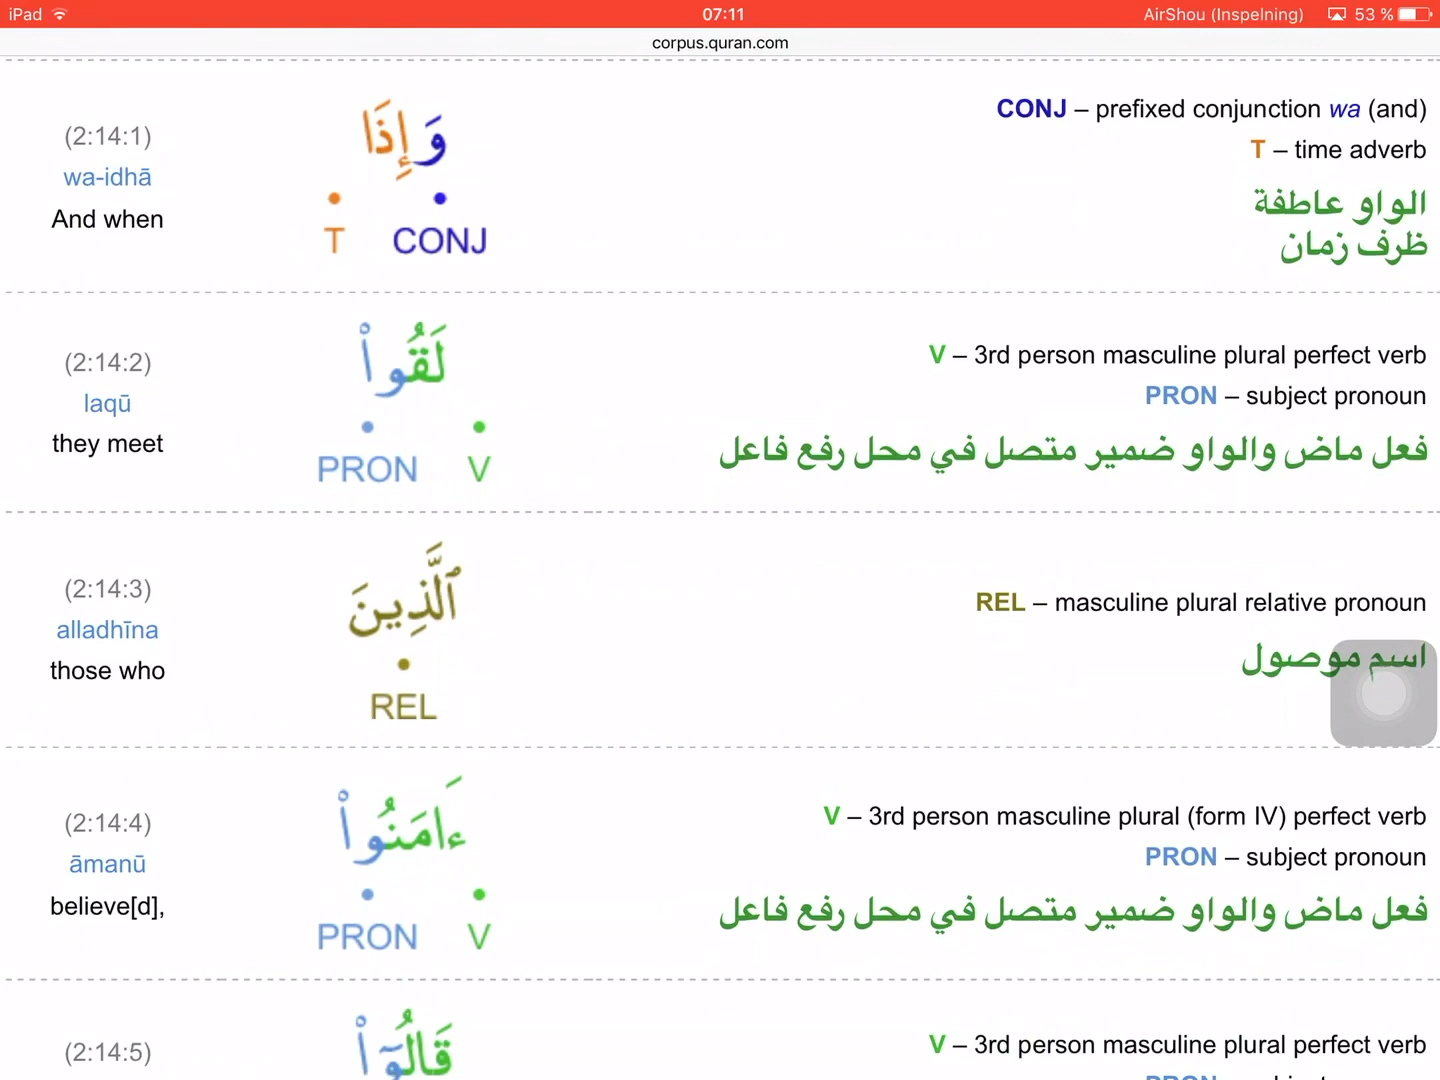 iPad 07:11 AirShou (Inspelning) 53 %
corpus.quran.com
(2:14:1)
wa-idhā
And when
وَإِذَا
T CONJ
CONJ – prefixed conjunction wa (and)
T – time adverb
الواو عاطفة
ظرف زمان
(2:14:2)
laqū
they meet
لَقُوا۟
PRON V
V – 3rd person masculine plural perfect verb
PRON – subject pronoun
فعل ماض والواو ضمير متصل في محل رفع فاعل
(2:14:3)
alladhīna
those who
ٱلَّذِينَ
REL
REL – masculine plural relative pronoun
اسم موصول
(2:14:4)
āmanū
believe[d],
ءَامَنُوا۟
PRON V
V – 3rd person masculine plural (form IV) perfect verb
PRON – subject pronoun
فعل ماض والواو ضمير متصل في محل رفع فاعل
(2:14:5)
قَالُوٓا۟
V – 3rd person masculine plural perfect verb